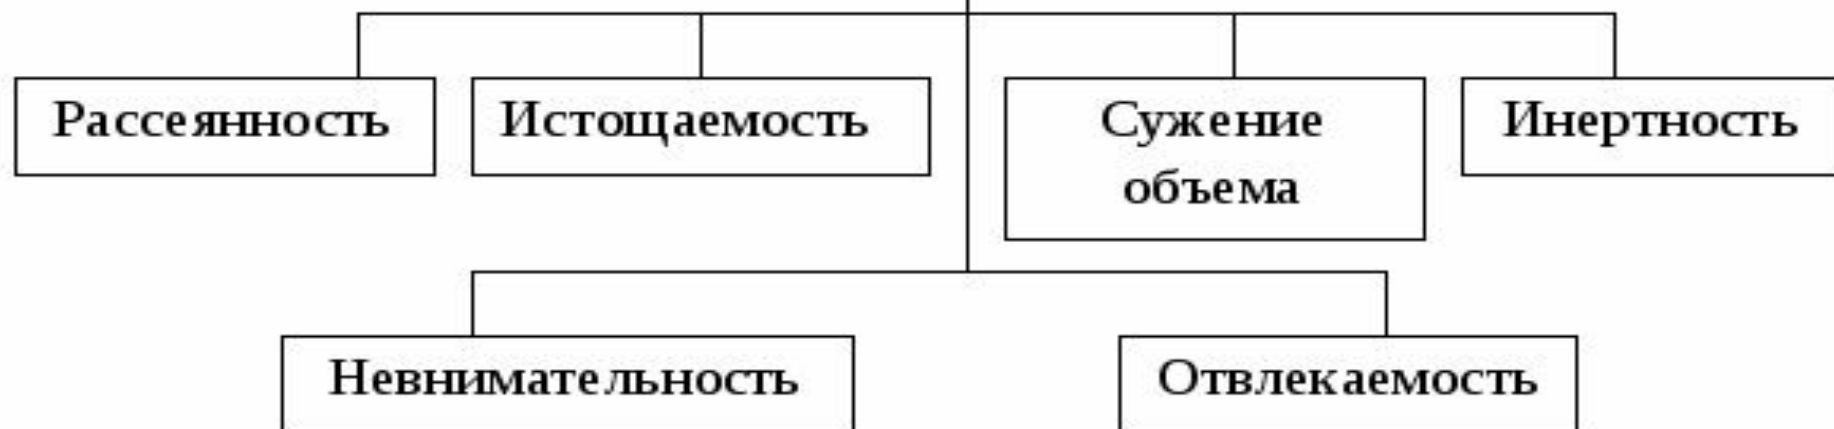 Рассеянность
Истощаемость
Сужение
объема
Инертность
Невнимательность
Отвлекаемость